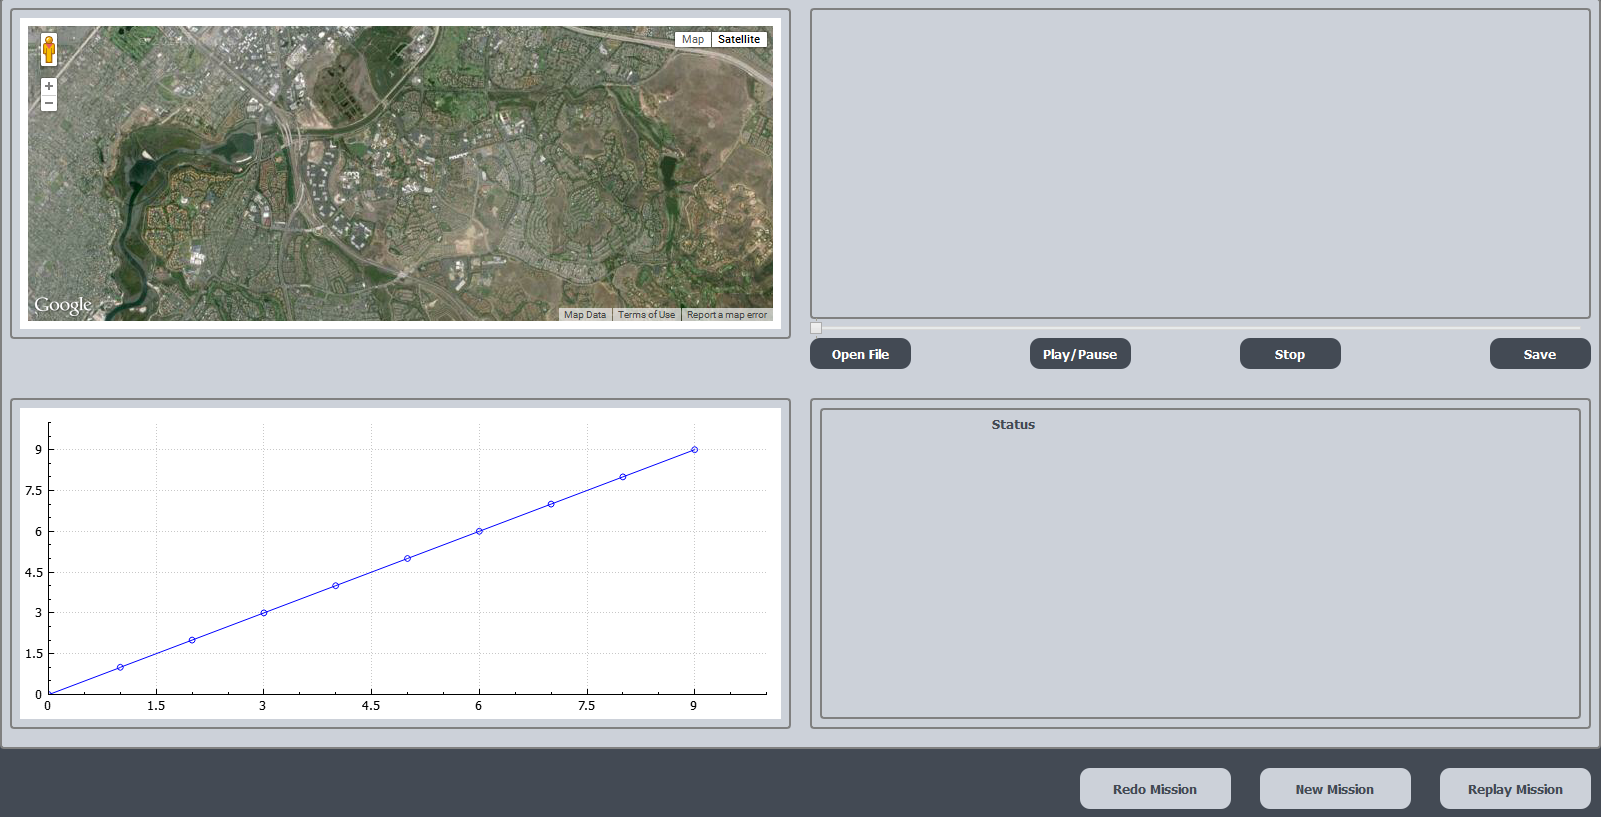 Map Satellite
+
−
Google
Map Data Terms of Use Report a map error
Open File Play/Pause Stop Save
9
7.5
6
4.5
3
1.5
0
0 1.5 3 4.5 6 7.5 9
Status
Redo Mission New Mission Replay Mission